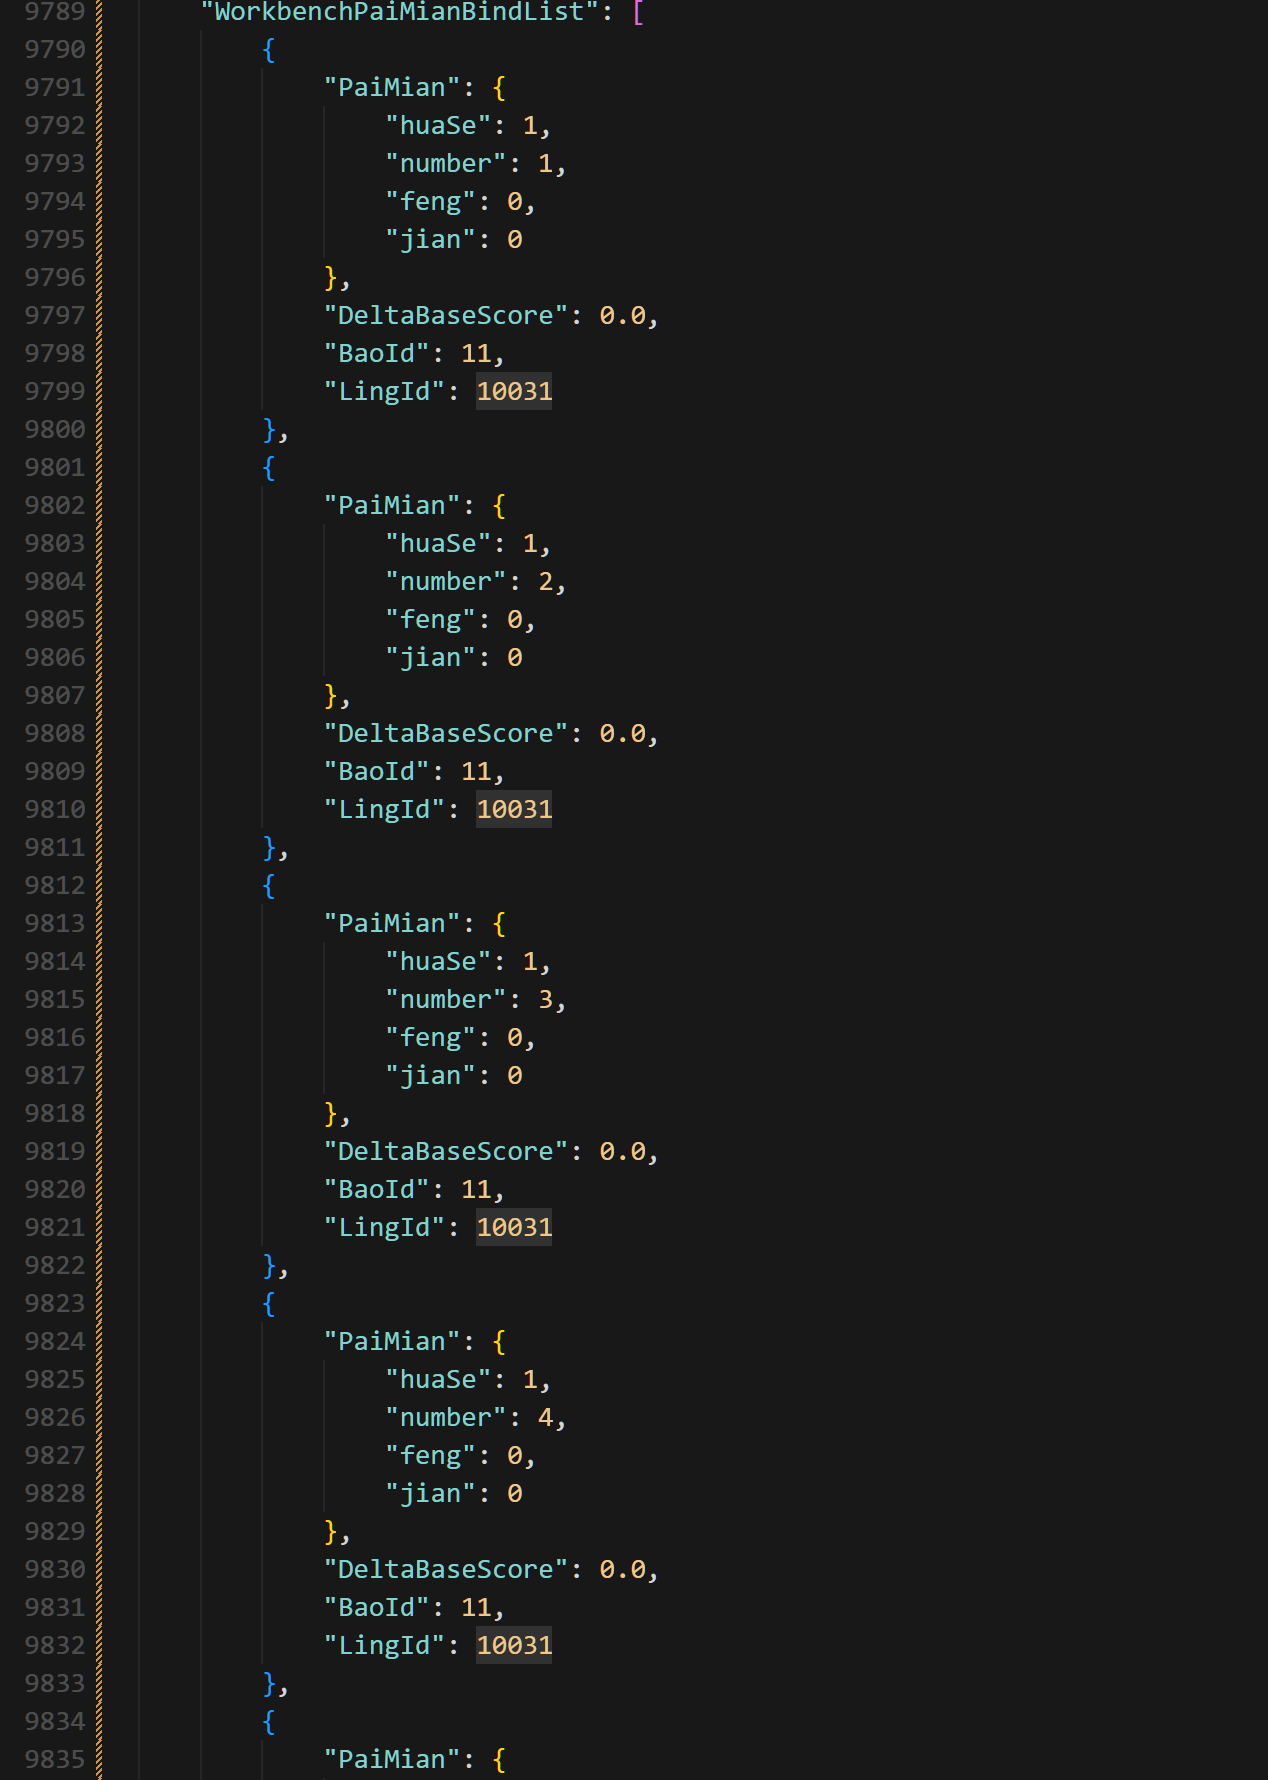 9789 "WorkbenchPaiMianBindList": [
9790 {
9791 "PaiMian": {
9792 "huaSe": 1,
9793 "number": 1,
9794 "feng": 0,
9795 "jian": 0
9796 },
9797 "DeltaBaseScore": 0.0,
9798 "BaoId": 11,
9799 "LingId": 10031
9800 },
9801 {
9802 "PaiMian": {
9803 "huaSe": 1,
9804 "number": 2,
9805 "feng": 0,
9806 "jian": 0
9807 },
9808 "DeltaBaseScore": 0.0,
9809 "BaoId": 11,
9810 "LingId": 10031
9811 },
9812 {
9813 "PaiMian": {
9814 "huaSe": 1,
9815 "number": 3,
9816 "feng": 0,
9817 "jian": 0
9818 },
9819 "DeltaBaseScore": 0.0,
9820 "BaoId": 11,
9821 "LingId": 10031
9822 },
9823 {
9824 "PaiMian": {
9825 "huaSe": 1,
9826 "number": 4,
9827 "feng": 0,
9828 "jian": 0
9829 },
9830 "DeltaBaseScore": 0.0,
9831 "BaoId": 11,
9832 "LingId": 10031
9833 },
9834 {
9835 "PaiMian": {